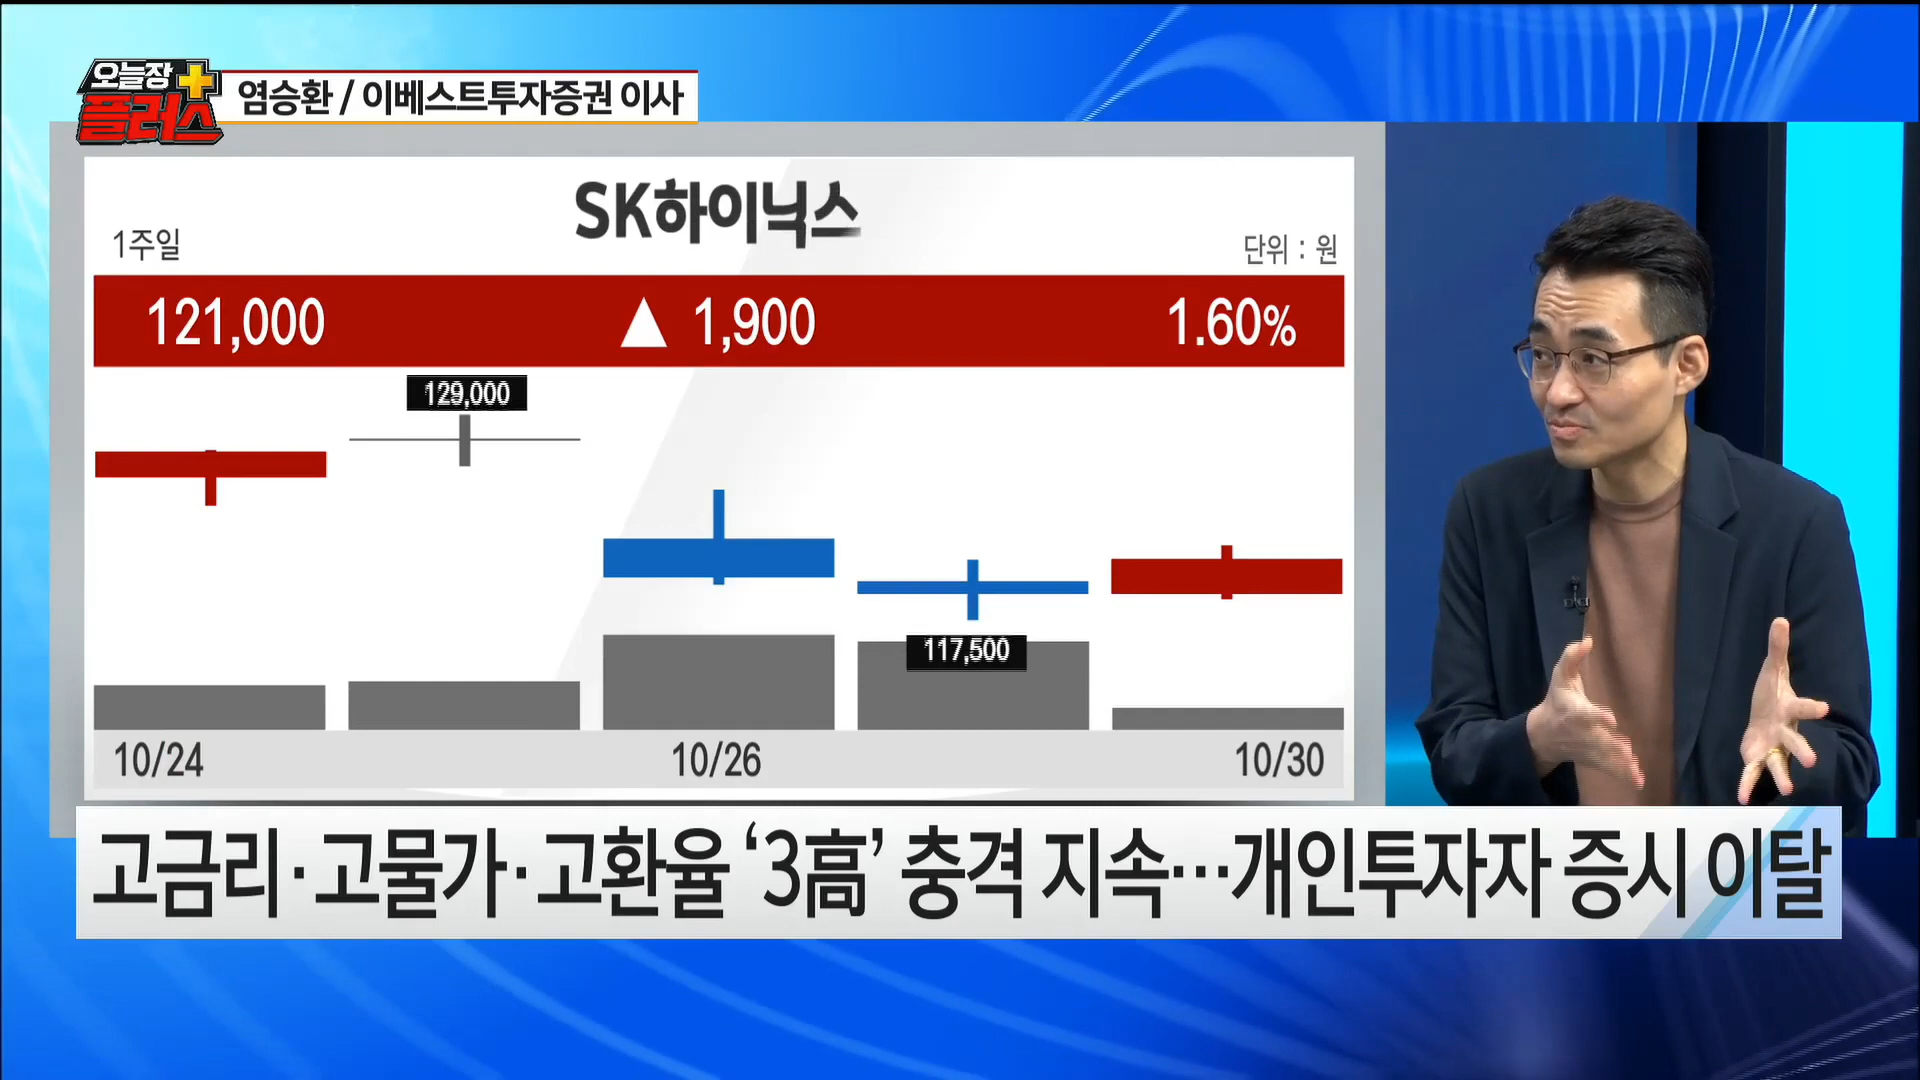 오늘장
플러스
염승환 / 이베스트투자증권 이사
SK하이닉스
1주일
단위 : 원
121,000 ▲ 1,900 1.60%
129,000
117,500
10/24 10/26 10/30
고금리·고물가·고환율 ‘3高’ 충격 지속…개인투자자 증시 이탈